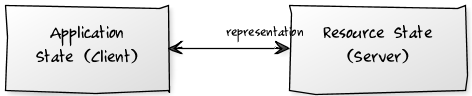 Application
State (Client)
representation
Resource State
(Server)